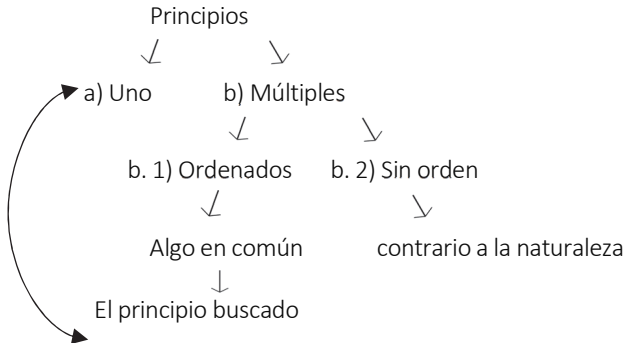 Principios
a) Uno b) Múltiples
b. 1) Ordenados b. 2) Sin orden
Algo en común contrario a la naturaleza
El principio buscado